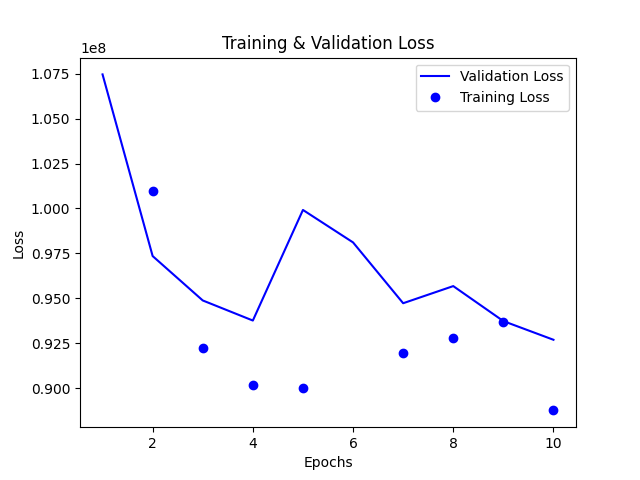 Training & Validation Loss
1e8
1.075
1.050
1.025
1.000
0.975
0.950
0.925
0.900
Loss
Validation Loss
Training Loss
2
4
6
8
10
Epochs